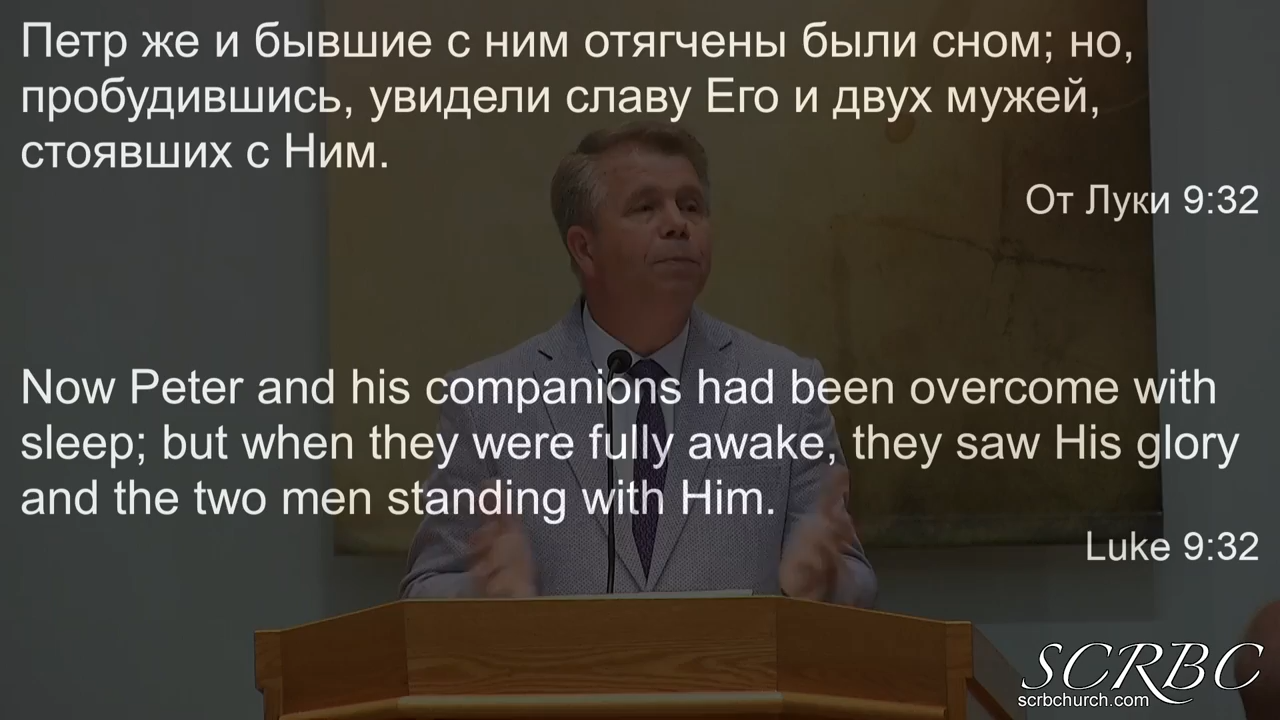 Петр же и бывшие с ним отягчены были сном; но,
пробудившись, увидели славу Его и двух мужей,
стоявших с Ним.
От Луки 9:32
Now Peter and his companions had been overcome with
sleep; but when they were fully awake, they saw His glory
and the two men standing with Him.
Luke 9:32
SCRBC
scrbchurch.com